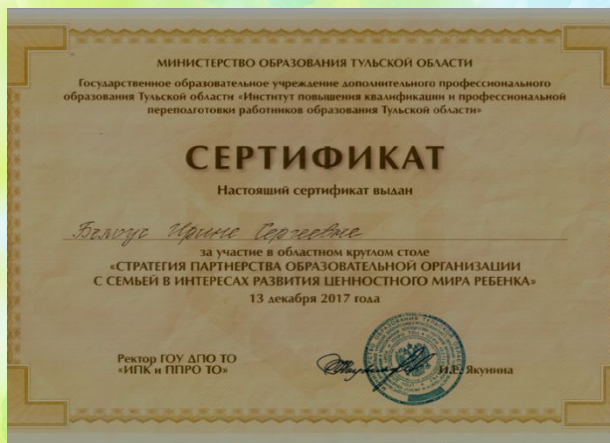 МИНИСТЕРСТВО ОБРАЗОВАНИЯ ТУЛЬСКОЙ ОБЛАСТИ
Государственное образовательное учреждение дополнительного профессионального
образования Тульской области «Институт повышения квалификации и профессиональной
переподготовки работников образования Тульской области»
СЕРТИФИКАТ
Настоящий сертификат выдан
Ирине Сергеевне
за участие в областном круглом столе
«СТРАТЕГИЯ ПАРТНЕРСТВА ОБРАЗОВАТЕЛЬНОЙ ОРГАНИЗАЦИИ
С СЕМЬЕЙ В ИНТЕРЕСАХ РАЗВИТИЯ ЦЕННОСТНОГО МИРА РЕБЕНКА»
13 декабря 2017 года
Ректор ГОУ ДПО ТО
«ИПК и ППРО ТО»
И.Е. Якунина